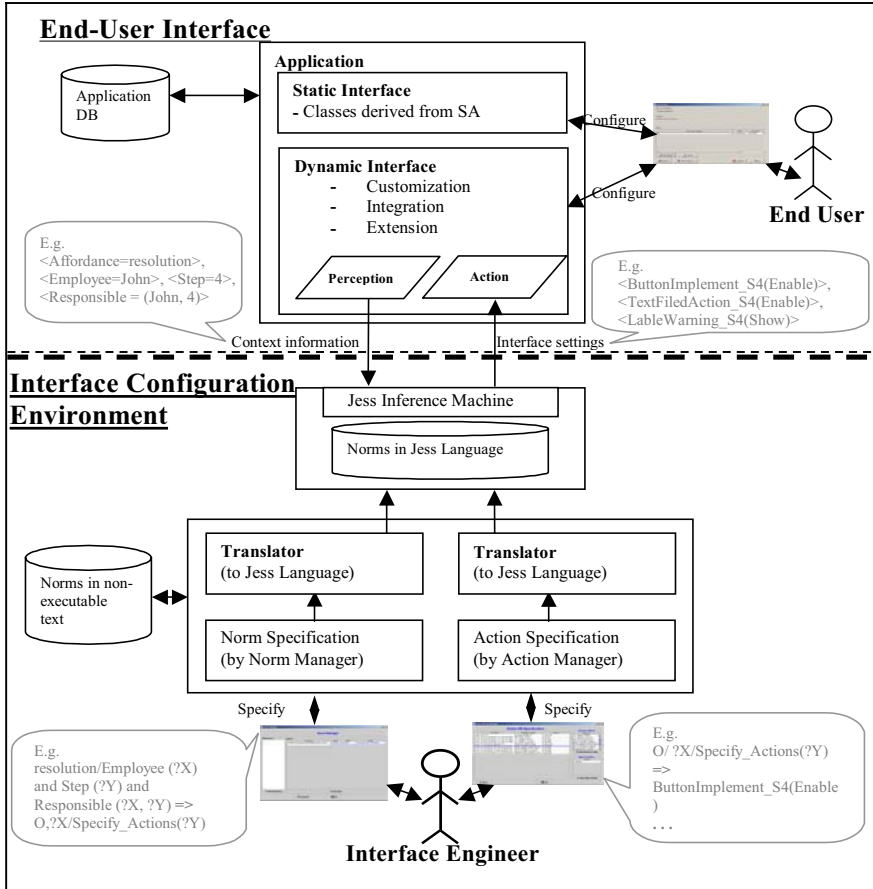 End-User Interface
Application
Static Interface
- Classes derived from SA
Application
DB
Configure
Dynamic Interface
- Customization
- Integration
- Extension
Configure
End User
E.g.
<Affordance=resolution>,
<Employee=John>, <Step=4>,
<Responsible = (John, 4)>
Perception
Action
E.g.
<ButtonImplement_S4(Enable)>,
<TextFiledAction_S4(Enable)>,
<LableWarning_S4(Show)>
Context information
Interface settings
Interface Configuration
Environment
Jess Inference Machine
Norms in Jess Language
Translator
(to Jess Language)
Translator
(to Jess Language)
Norms in non-
executable
text
Norm Specification
(by Norm Manager)
Action Specification
(by Action Manager)
Specify
Specify
E.g.
resolution/Employee (?X)
and Step (?Y) and
Responsible (?X, ?Y) =>
O,?X/Specify_Actions(?Y)
E.g.
O/ ?X/Specify_Actions(?Y)
=>
ButtonImplement_S4(Enable
)
. . .
Interface Engineer